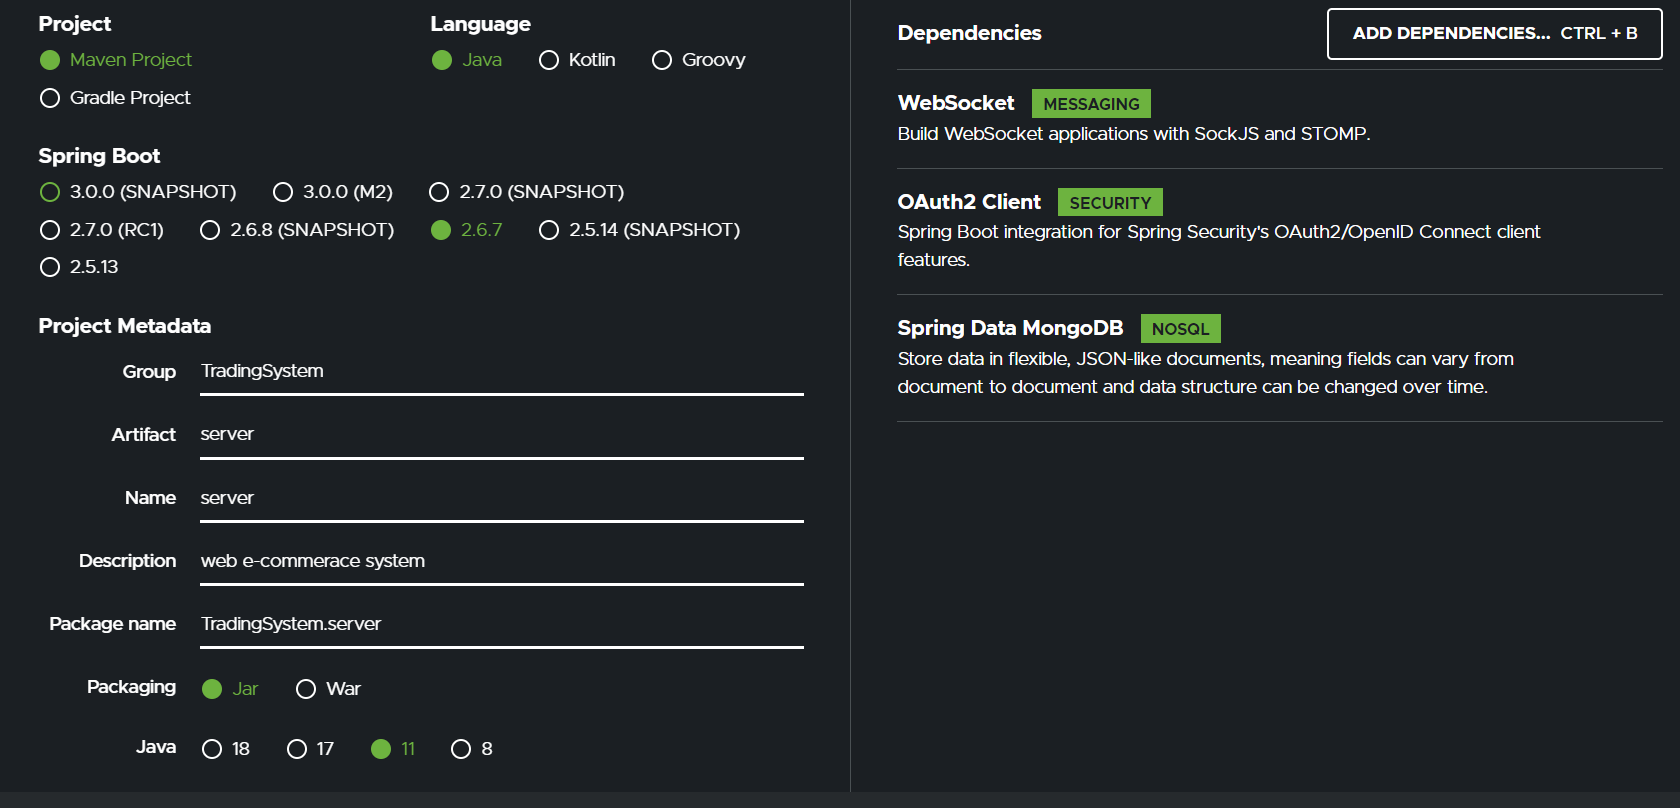 Project
Maven Project
Gradle Project
Language
Java Kotlin Groovy
Spring Boot
3.0.0 (SNAPSHOT) 3.0.0 (M2) 2.7.0 (SNAPSHOT)
2.7.0 (RC1) 2.6.8 (SNAPSHOT) 2.6.7 2.5.14 (SNAPSHOT)
2.5.13
Project Metadata
Group TradingSystem
Artifact server
Name server
Description web e-commerace system
Package name TradingSystem.server
Packaging Jar War
Java 18 17 11 8
Dependencies ADD DEPENDENCIES... CTRL + B
WebSocket MESSAGING
Build WebSocket applications with SockJS and STOMP.
OAuth2 Client SECURITY
Spring Boot integration for Spring Security's OAuth2/OpenID Connect client
features.
Spring Data MongoDB NOSQL
Store data in flexible, JSON-like documents, meaning fields can vary from
document to document and data structure can be changed over time.